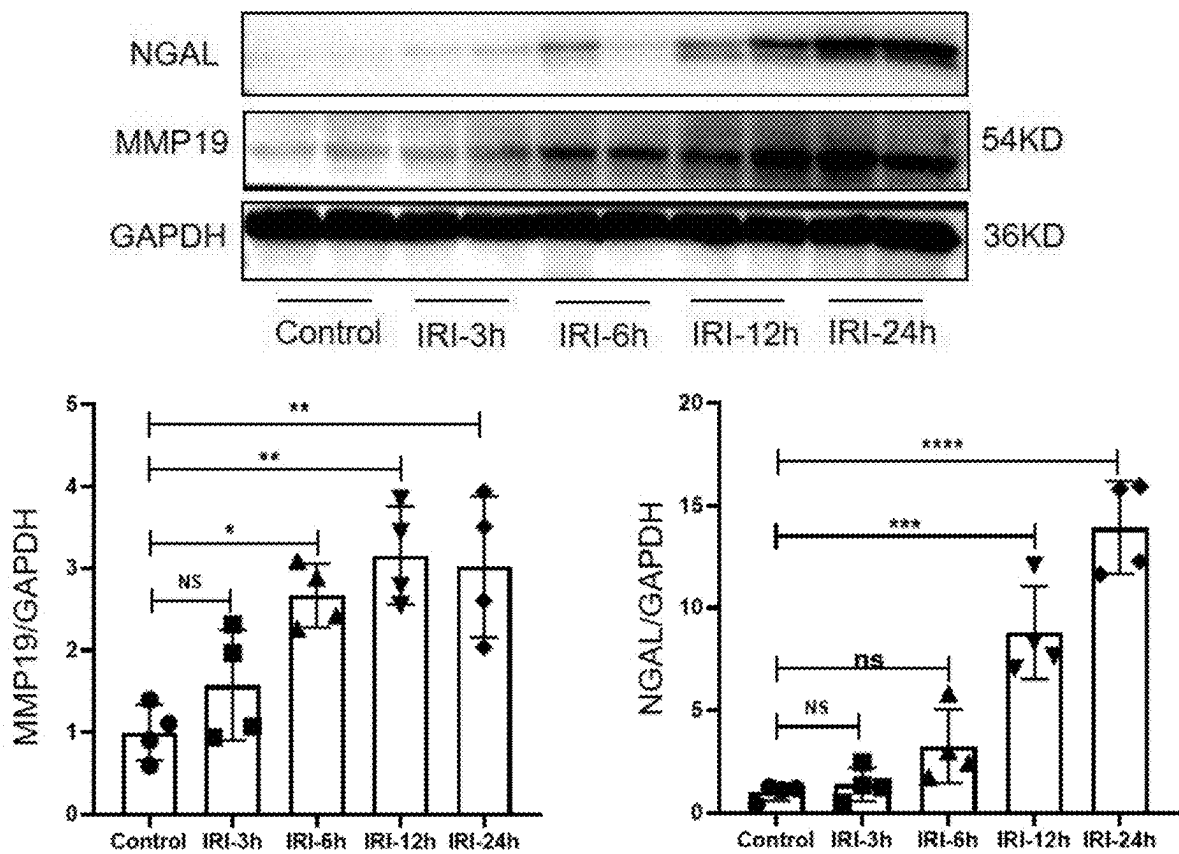 NGAL
MMP19 54KD
GAPDH 36KD
Control IRI-3h IRI-6h IRI-12h IRI-24h
MMP19/GAPDH
5
4
3
2
1
0
**
**
*
NS
Control IRI-3h IRI-6h IRI-12h IRI-24h
NGAL/GAPDH
20
15
10
5
0
****
***
ns
NS
Control IRI-3h IRI-6h IRI-12h IRI-24h